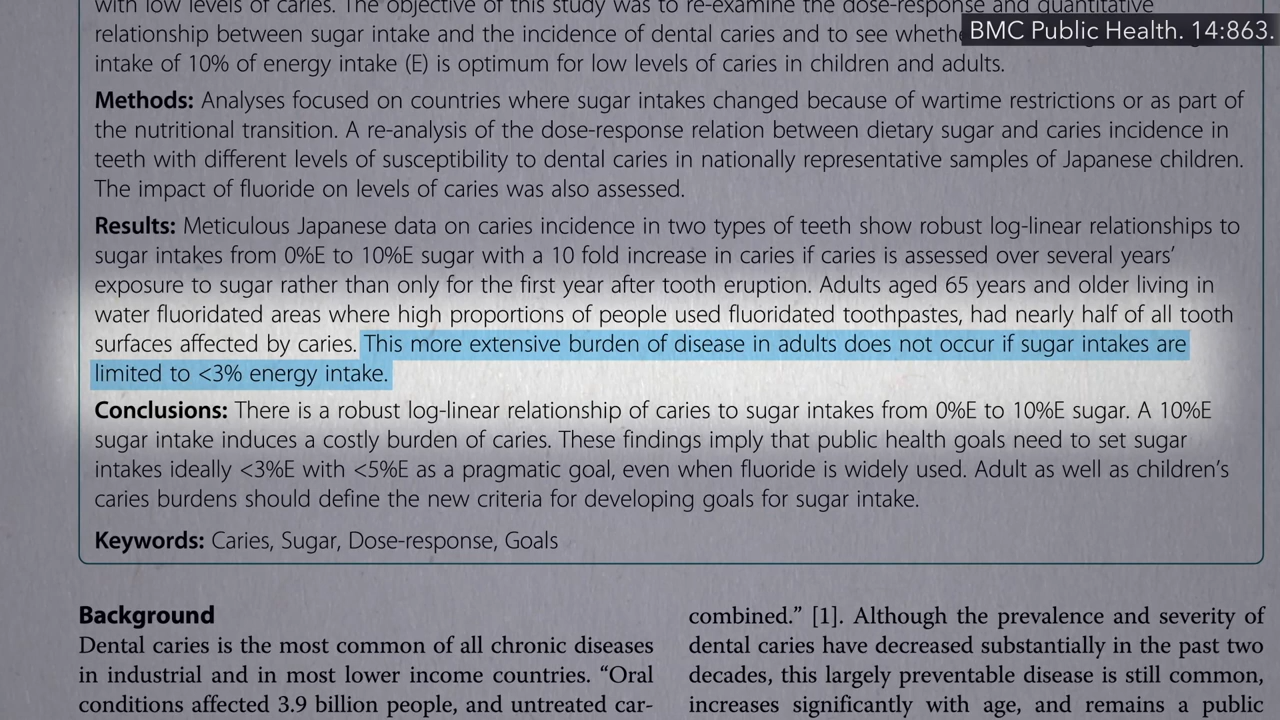 with low levels of caries. The objective of this study was to re-examine the dose-response and quantitative
BMC Public Health. 14:863.
relationship between sugar intake and the incidence of dental caries and to see
intake of 10% of energy intake (E) is optimum for low levels of caries in children and adults.
Methods: Analyses focused on countries where sugar intakes changed because of wartime restrictions or as part of
the nutritional transition. A re-analysis of the dose-response relation between dietary sugar and caries incidence in
teeth with different levels of susceptibility to dental caries in nationally representative samples of Japanese children.
The impact of fluoride on levels of caries was also assessed.
Results: Meticulous Japanese data on caries incidence in two types of teeth show robust log-linear relationships to
sugar intakes from 0%E to 10%E sugar with a 10 fold increase in caries if caries is assessed over several years’
exposure to sugar rather than only for the first year after tooth eruption. Adults aged 65 years and older living in
water fluoridated areas where high proportions of people used fluoridated toothpastes, had nearly half of all tooth
surfaces affected by caries. This more extensive burden of disease in adults does not occur if sugar intakes are
limited to <3% energy intake.
Conclusions: There is a robust log-linear relationship of caries to sugar intakes from 0%E to 10%E sugar. A 10%E
sugar intake induces a costly burden of caries. These findings imply that public health goals need to set sugar
intakes ideally <3%E with <5%E as a pragmatic goal, even when fluoride is widely used. Adult as well as children’s
caries burdens should define the new criteria for developing goals for sugar intake.
Keywords: Caries, Sugar, Dose-response, Goals
Background
Dental caries is the most common of all chronic diseases
in industrial and in most lower income countries. “Oral
conditions affected 3.9 billion people, and untreated car-
combined.” [1]. Although the prevalence and severity of
dental caries have decreased substantially in the past two
decades, this largely preventable disease is still common,
increases significantly with age, and remains a public